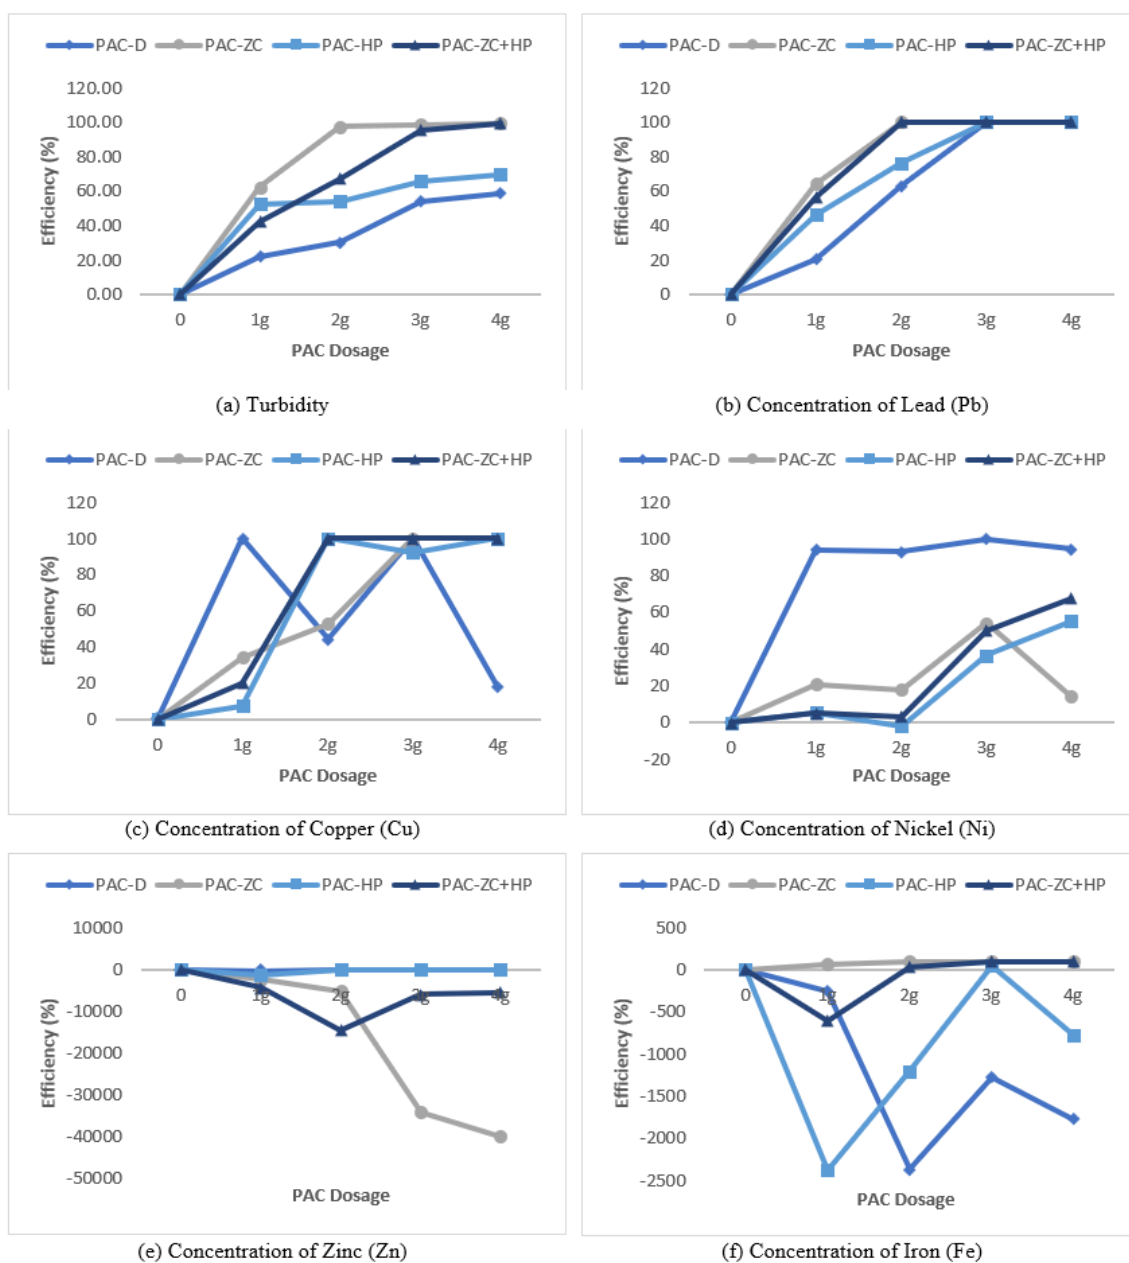 PAC-D PAC-ZC PAC-HP PAC-ZC+HP
120.00
100.00
80.00
60.00
40.00
20.00
0.00
Efficiency (%)
0 1g 2g 3g 4g
PAC Dosage
(a) Turbidity
PAC-D PAC-ZC PAC-HP PAC-ZC+HP
120
100
80
60
40
20
0
Efficiency (%)
0 1g 2g 3g 4g
PAC Dosage
(b) Concentration of Lead (Pb)
PAC-D PAC-ZC PAC-HP PAC-ZC+HP
120
100
80
60
40
20
0
Efficiency (%)
0 1g 2g 3g 4g
PAC Dosage
(c) Concentration of Copper (Cu)
PAC-D PAC-ZC PAC-HP PAC-ZC+HP
120
100
80
60
40
20
0
-20
Efficiency (%)
0 1g 2g 3g 4g
PAC Dosage
(d) Concentration of Nickel (Ni)
PAC-D PAC-ZC PAC-HP PAC-ZC+HP
10000
0
-10000
-20000
-30000
-40000
-50000
Efficiency (%)
0 1g 2g 3g 4g
PAC Dosage
(e) Concentration of Zinc (Zn)
PAC-D PAC-ZC PAC-HP PAC-ZC+HP
500
0
-500
-1000
-1500
-2000
-2500
Efficiency (%)
0 1g 2g 3g 4g
PAC Dosage
(f) Concentration of Iron (Fe)